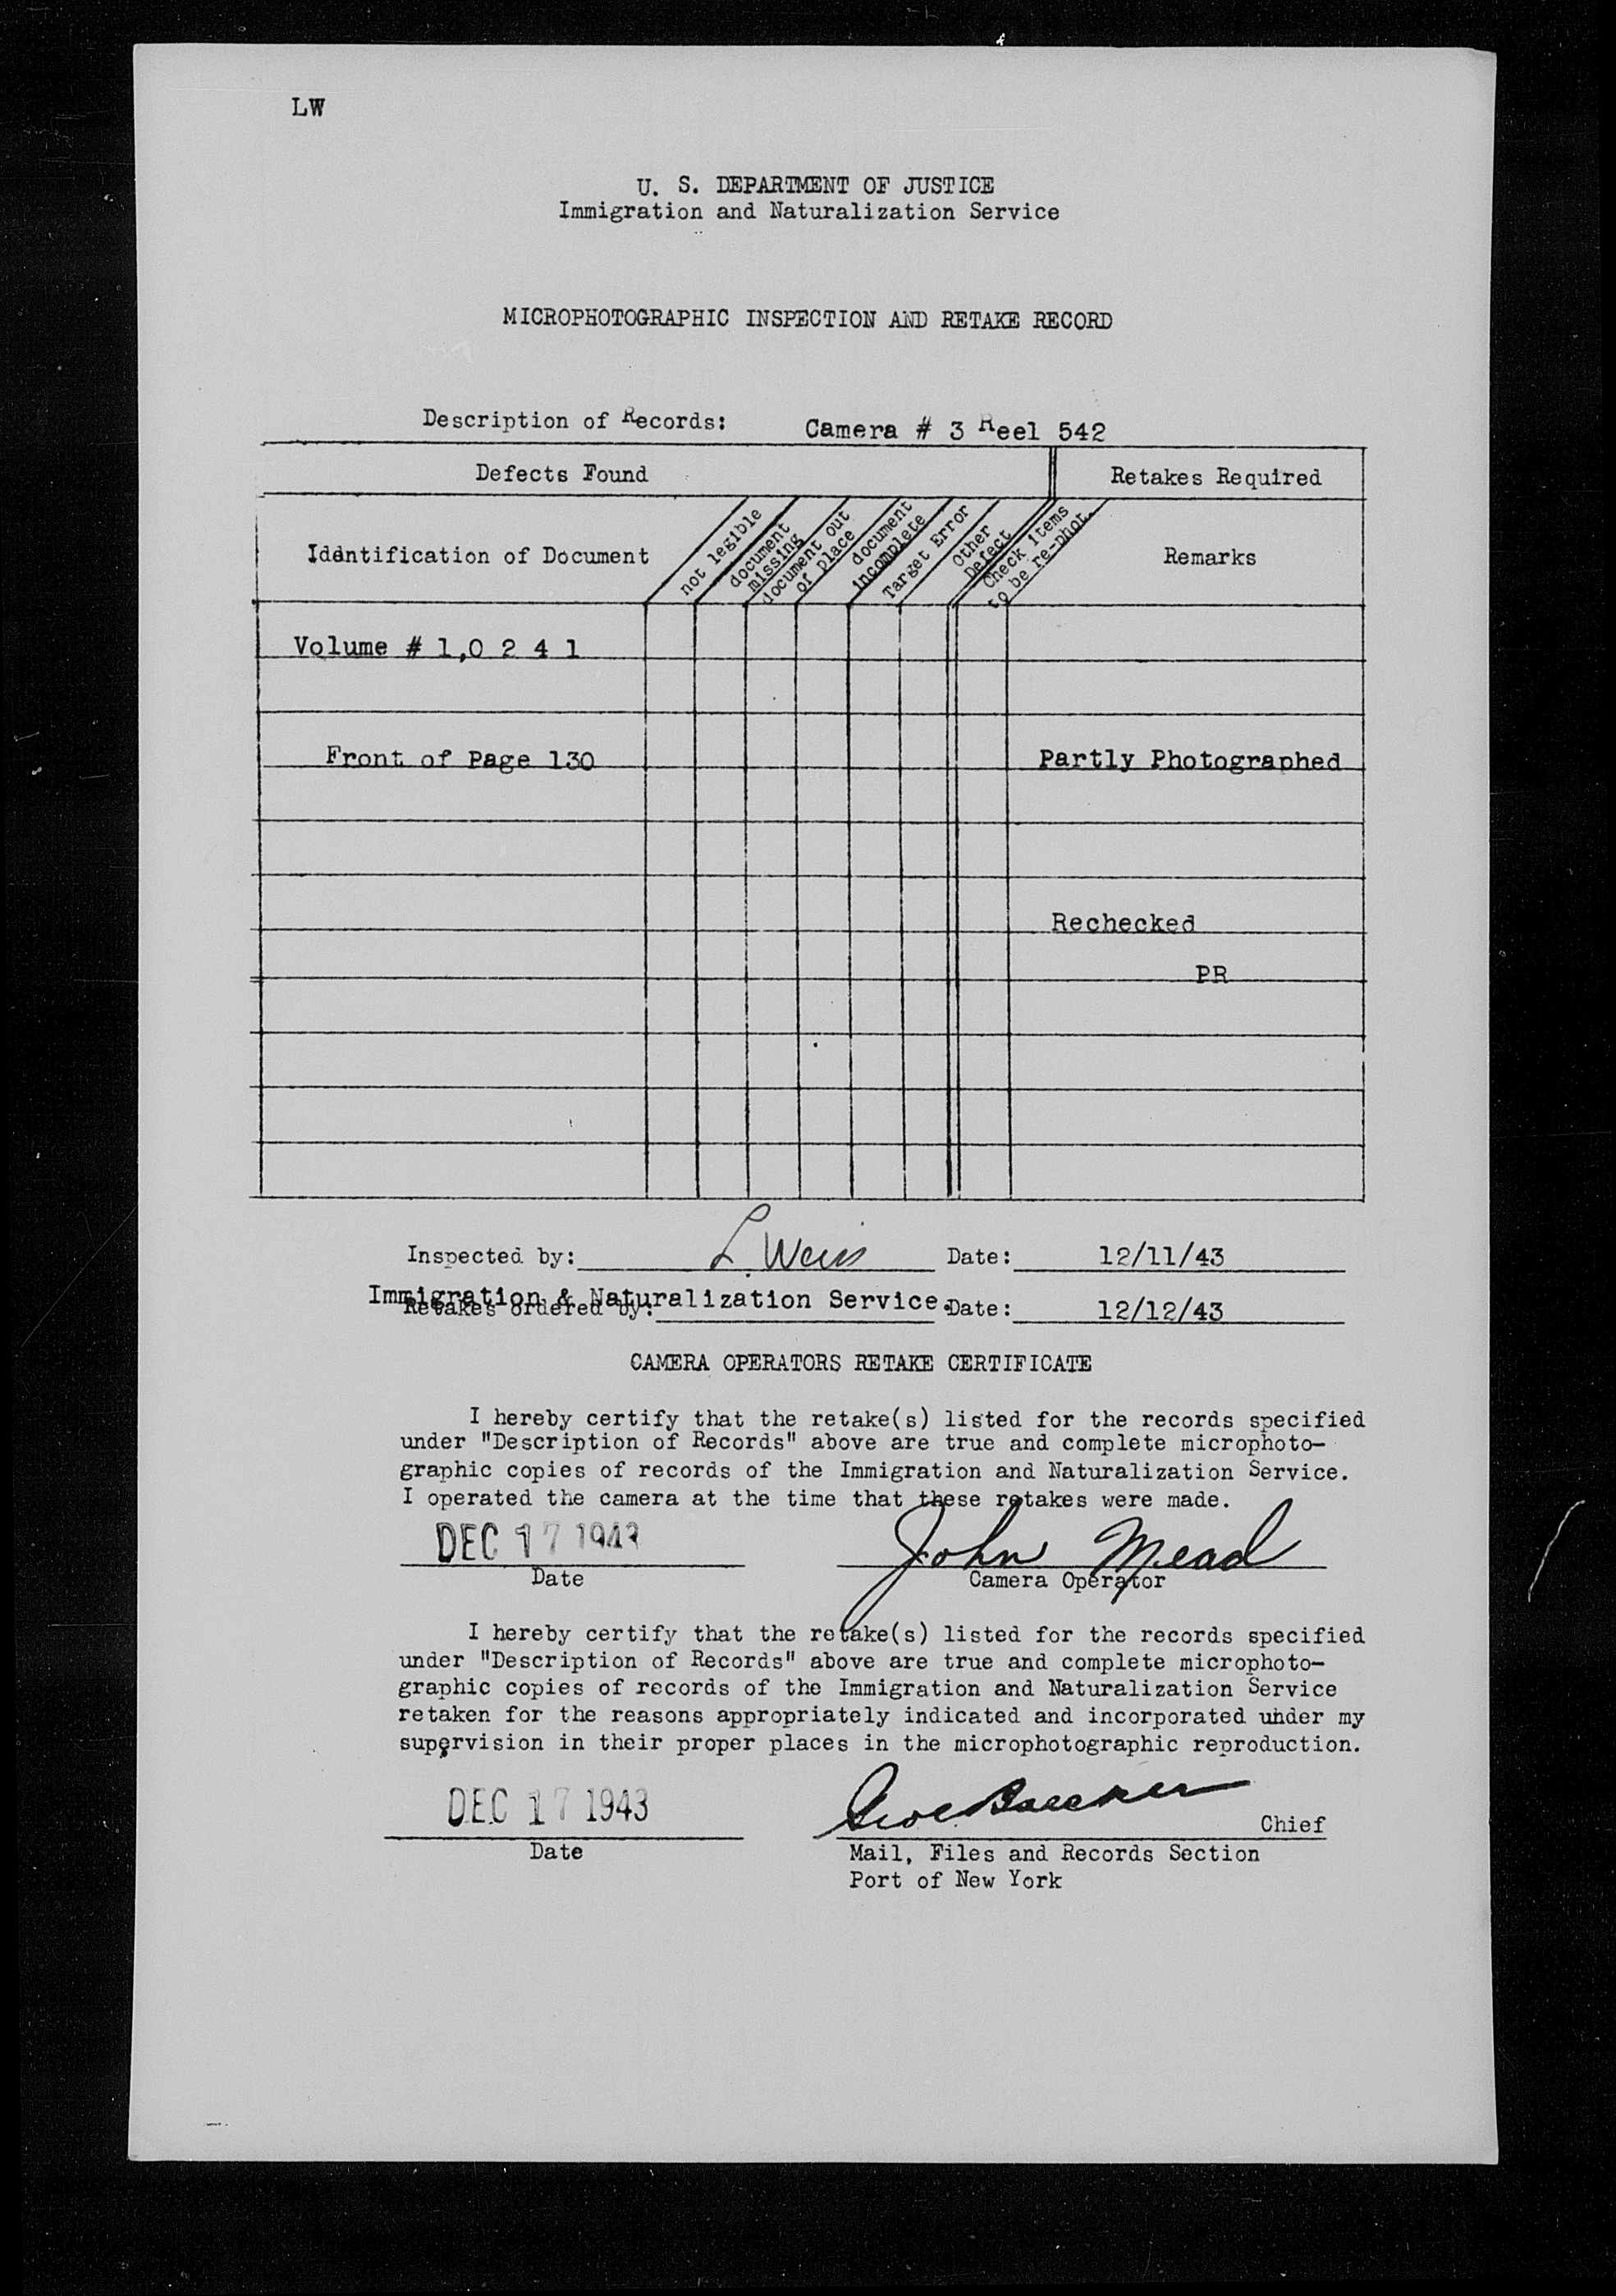 LW
U. S. DEPARTMENT OF JUSTICE
Immigration and Naturalization Service
MICROPHOTOGRAPHIC INSPECTION AND RETAKE RECORD
Description of Records: Camera # 3 Reel 542
Defects Found Retakes Required
Identification of Document
not legible
document
missing
document out
of place
document
incomplete
Target Error
Other
Defect
Check items
to be re-phot.
Remarks
Volume # 1,0 2 4 1
Front of Page 130 Partly Photographed
Rechecked
PR
Inspected by: L. Weiss Date: 12/11/43
Immigration & Naturalization Service.
Retakes ordered by: Date: 12/12/43
CAMERA OPERATORS RETAKE CERTIFICATE
I hereby certify that the retake(s) listed for the records specified
under "Description of Records" above are true and complete microphoto-
graphic copies of records of the Immigration and Naturalization Service.
I operated the camera at the time that these retakes were made.
DEC 17 1943 John Mead
Date Camera Operator
I hereby certify that the retake(s) listed for the records specified
under "Description of Records" above are true and complete microphoto-
graphic copies of records of the Immigration and Naturalization Service
retaken for the reasons appropriately indicated and incorporated under my
supervision in their proper places in the microphotographic reproduction.
DEC 17 1943 Chief
Date Mail, Files and Records Section
Port of New York